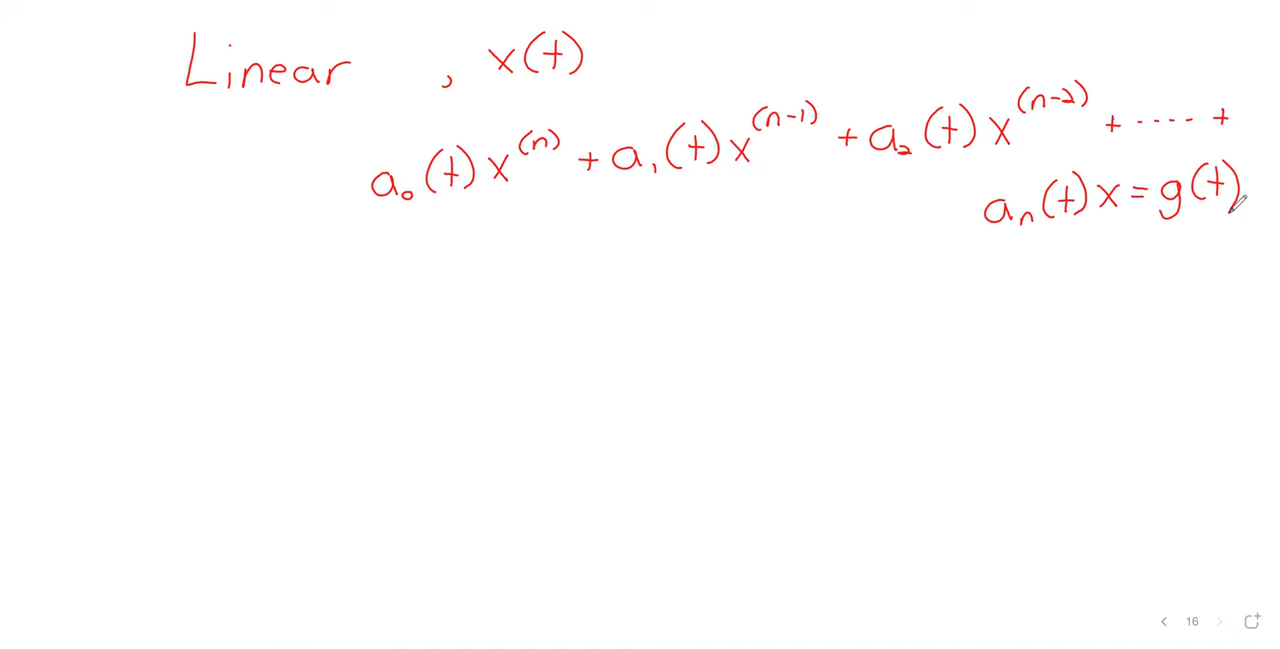 Linear , x(t)
a₀(t)x⁽ⁿ⁾ + a₁(t)x⁽ⁿ⁻¹⁾ + a₂(t)x⁽ⁿ⁻²⁾ + ..... +
aₙ(t)x = g(t)
< 16 >